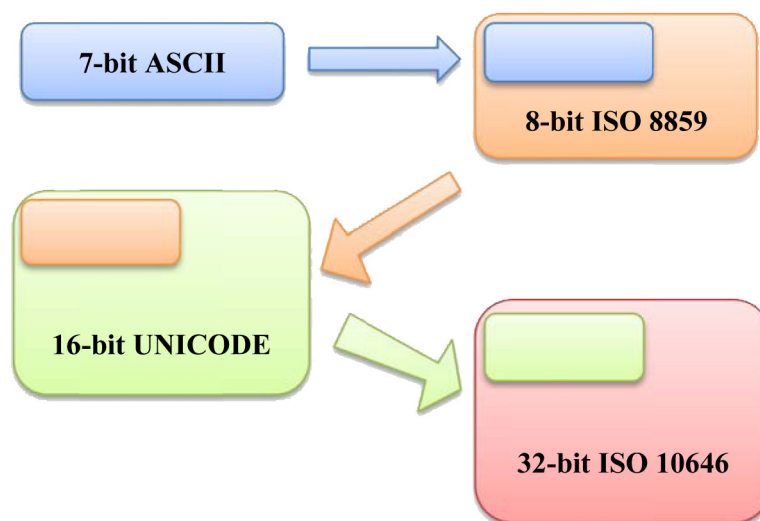 7-bit ASCII
8-bit ISO 8859
16-bit UNICODE
32-bit ISO 10646